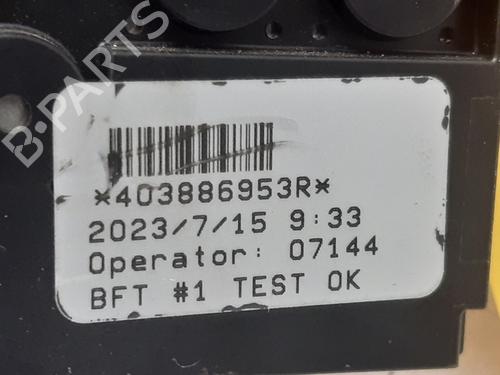 B-PARTS
*403886953R*
2023/7/15 9:33
Operator: 07144
BFT #1 TEST OK